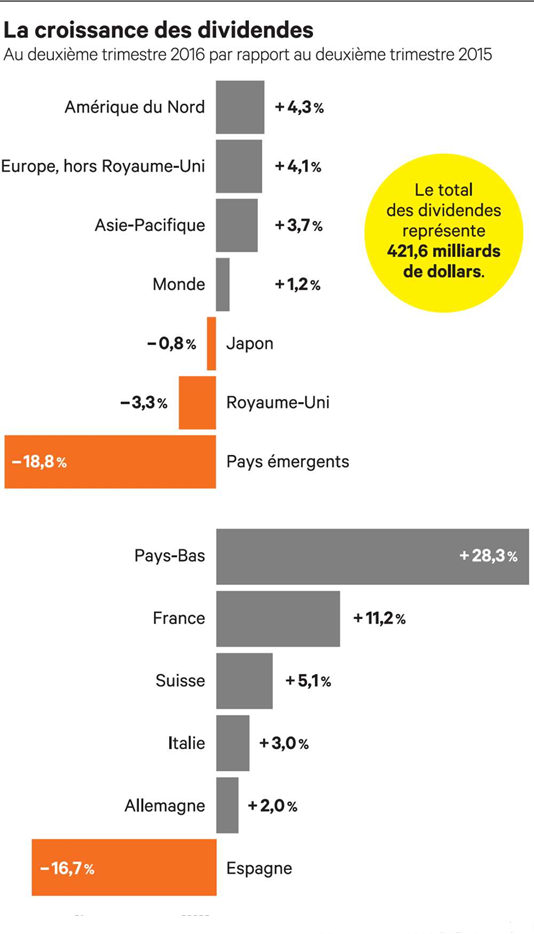 La croissance des dividendes
Au deuxième trimestre 2016 par rapport au deuxième trimestre 2015
Amérique du Nord +4,3%
Europe, hors Royaume-Uni +4,1%
Asie-Pacifique +3,7%
Monde +1,2%
−0,8% Japon
−3,3% Royaume-Uni
−18,8% Pays émergents
Le total
des dividendes
représente
421,6 milliards
de dollars.
Pays-Bas +28,3%
France +11,2%
Suisse +5,1%
Italie +3,0%
Allemagne +2,0%
−16,7% Espagne